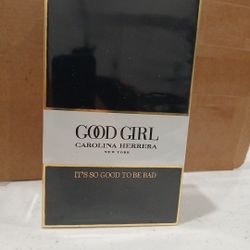 GOOD GIRL
CAROLINA HERRERA
NEW YORK
IT'S SO GOOD TO BE BAD